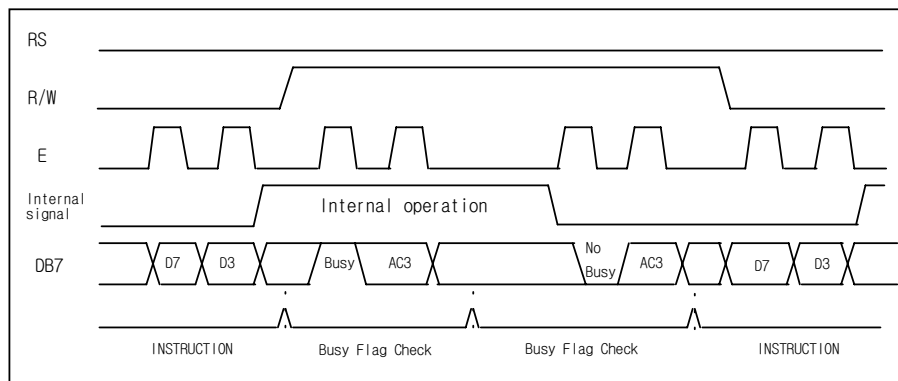 RS
R/W
E
Internal
signal
Internal operation
DB7
D7
D3
Busy
AC3
No
Busy
AC3
D7
D3
INSTRUCTION
Busy Flag Check
Busy Flag Check
INSTRUCTION